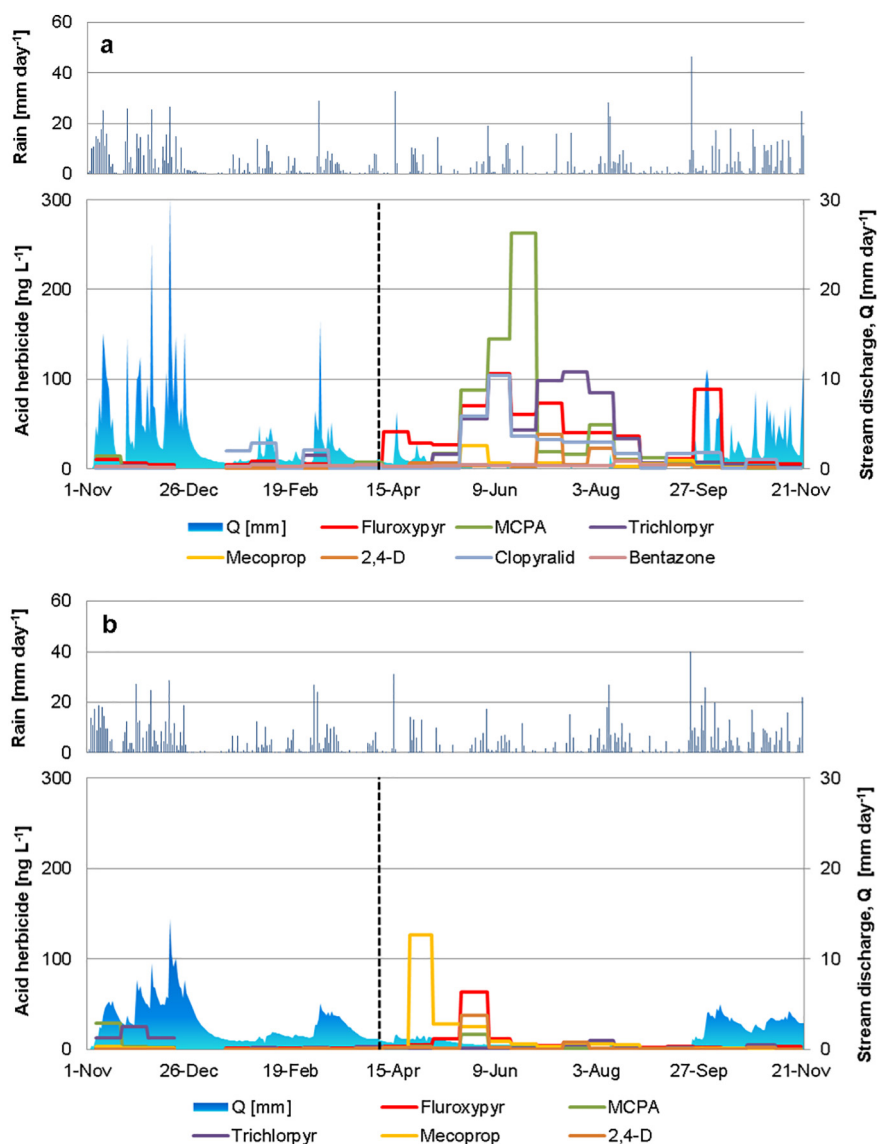 a
Rain [mm day-1]
60
40
20
0
Acid herbicide [ng L-1]
300
200
100
0
Stream discharge, Q [mm day-1]
30
20
10
0
1-Nov 26-Dec 19-Feb 15-Apr 9-Jun 3-Aug 27-Sep 21-Nov
Q [mm] Fluroxypyr MCPA Trichlorpyr
Mecoprop 2,4-D Clopyralid Bentazone
b
Rain [mm day-1]
60
40
20
0
Acid herbicide [ng L-1]
300
200
100
0
Stream discharge, Q [mm day-1]
30
20
10
0
1-Nov 26-Dec 19-Feb 15-Apr 9-Jun 3-Aug 27-Sep 21-Nov
Q [mm] Fluroxypyr MCPA
Trichlorpyr Mecoprop 2,4-D